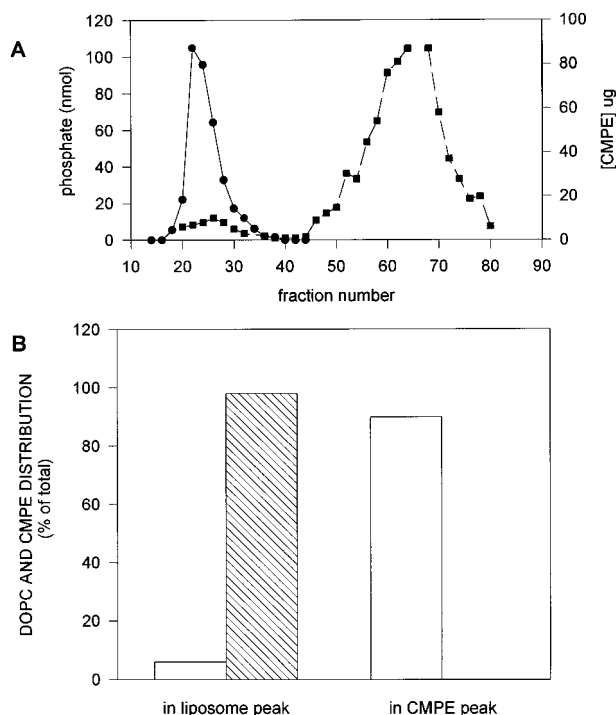 A
120
100
80
60
40
20
0
phosphate (nmol)
100
80
60
40
20
0
[CMPE] ug
10 20 30 40 50 60 70 80 90
fraction number
B
120
100
80
60
40
20
0
DOPC AND CMPE DISTRIBUTION
(% of total)
in liposome peak in CMPE peak